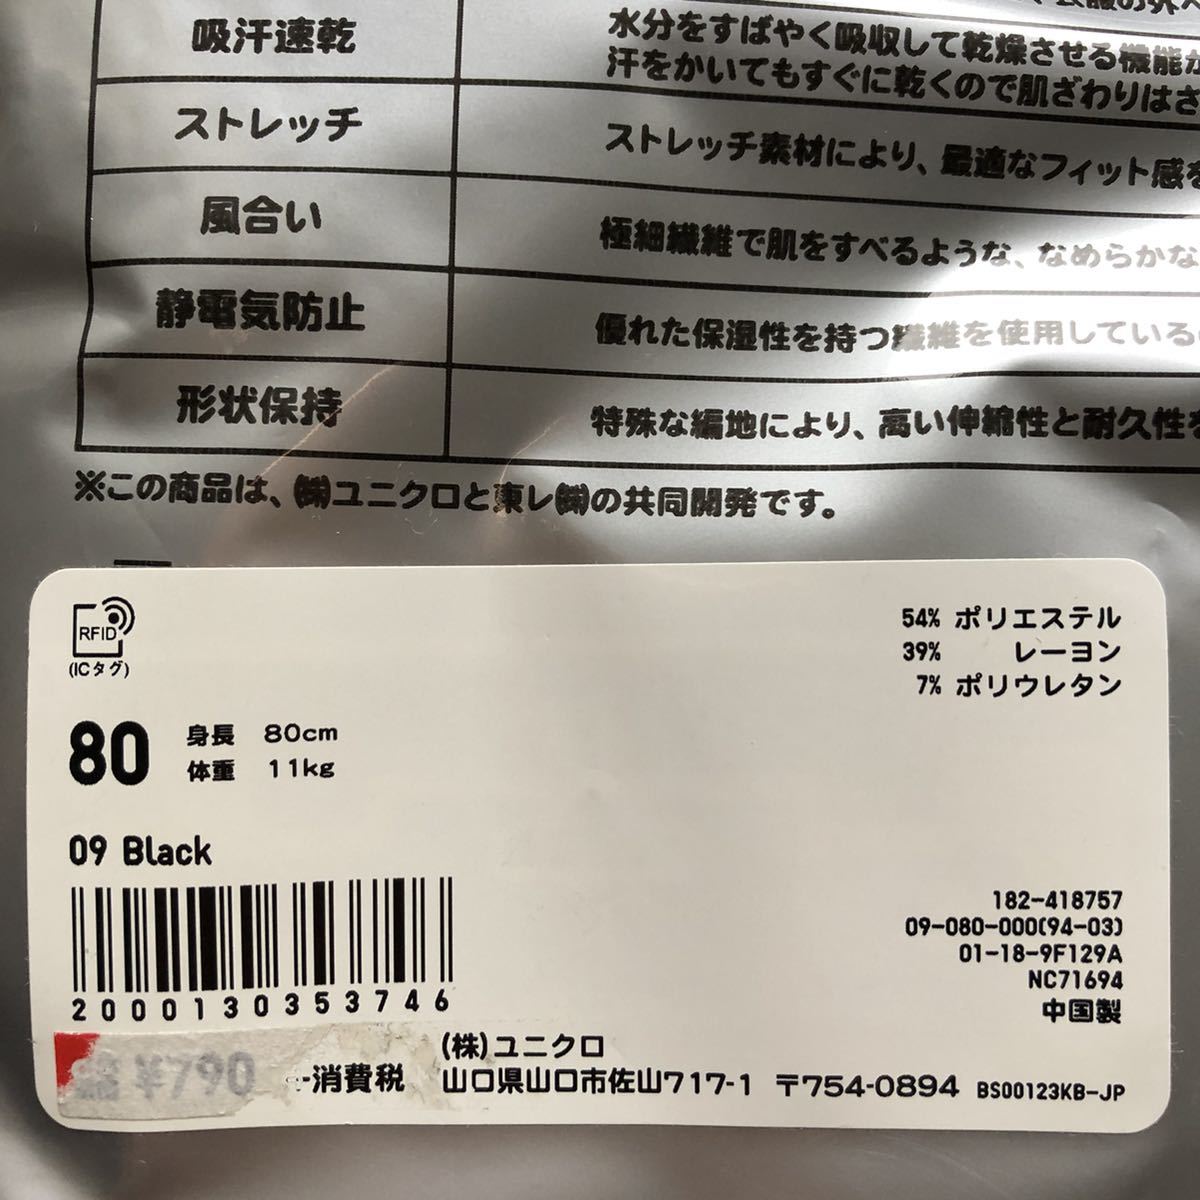 吸汗速乾
水分をすばやく吸収して乾燥させる機能が
汗をかいてもすぐに乾くので肌ざわりはさ
ストレッチ
ストレッチ素材により、最適なフィット感を
風合い
極細繊維で肌をすべるような、なめらかな
静電気防止
優れた保湿性を持つ繊維を使用している
形状保持
特殊な編地により、高い伸縮性と耐久性を
※この商品は、㈱ユニクロと東レ㈱の共同開発です。
RFID
(ICタグ)
54% ポリエステル
39% レーヨン
7% ポリウレタン
80 身長 80cm
体重 11kg
09 Black
2000130353746
182-418757
09-080-000(94-03)
01-18-9F129A
NC71694
中国製
¥790
-消費税
(株)ユニクロ
山口県山口市佐山717-1 〒754-0894 BS00123KB-JP